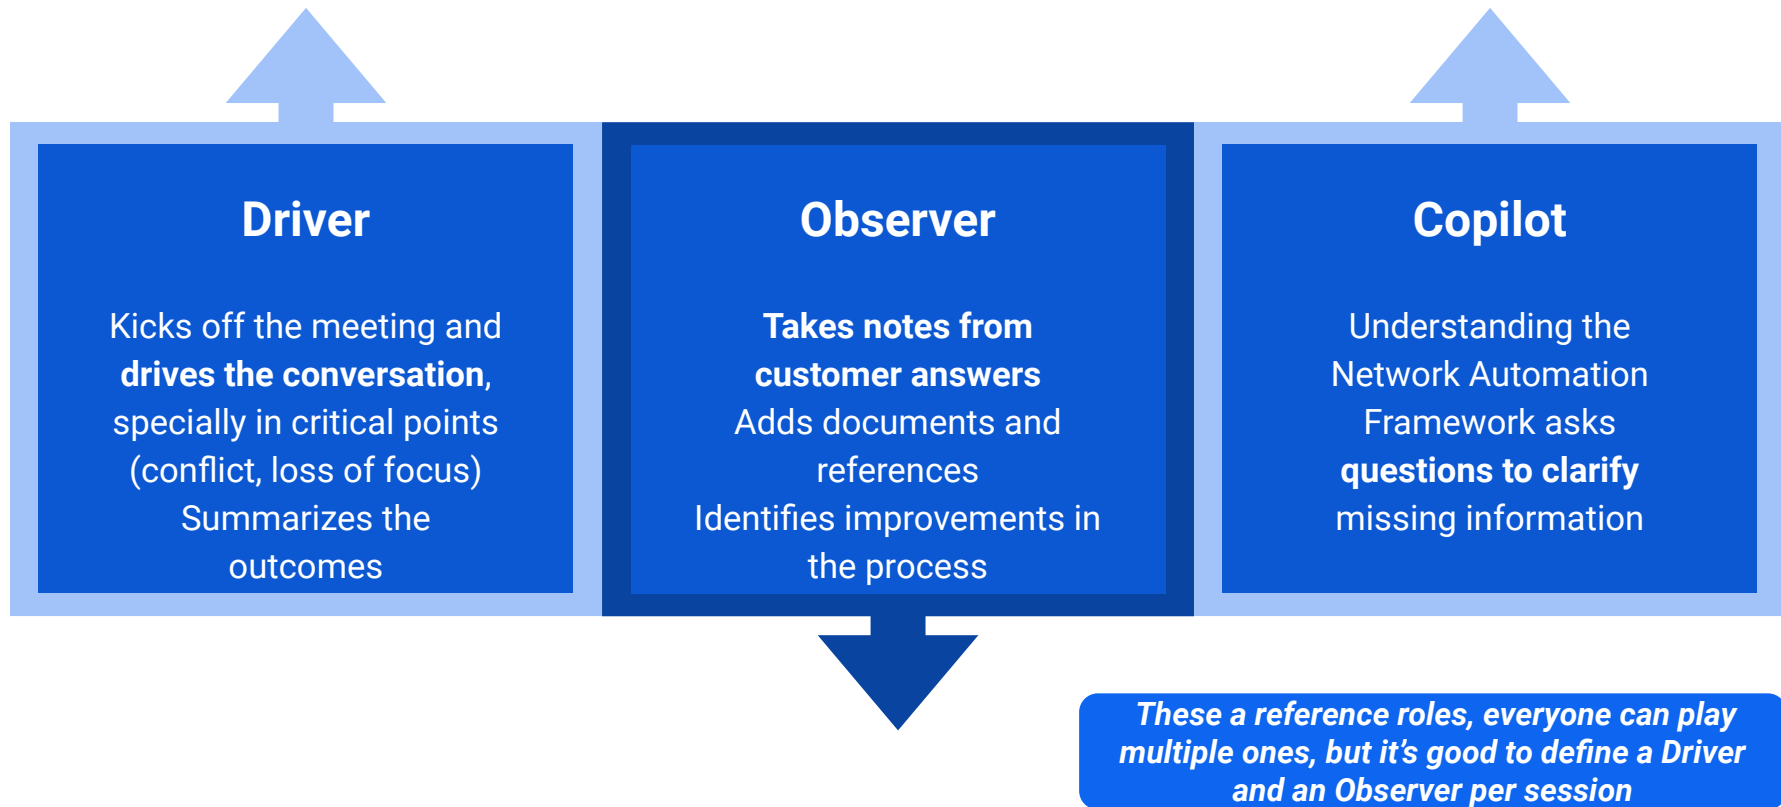 Driver
Kicks off the meeting and
drives the conversation,
specially in critical points
(conflict, loss of focus)
Summarizes the
outcomes
Observer
Takes notes from
customer answers
Adds documents and
references
Identifies improvements in
the process
Copilot
Understanding the
Network Automation
Framework asks
questions to clarify
missing information
These a reference roles, everyone can play
multiple ones, but it's good to define a Driver
and an Observer per session